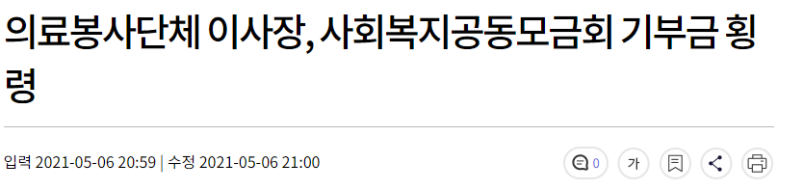 의료봉사단체 이사장, 사회복지공동모금회 기부금 횡
령
입력 2021-05-06 20:59 | 수정 2021-05-06 21:00
0
가